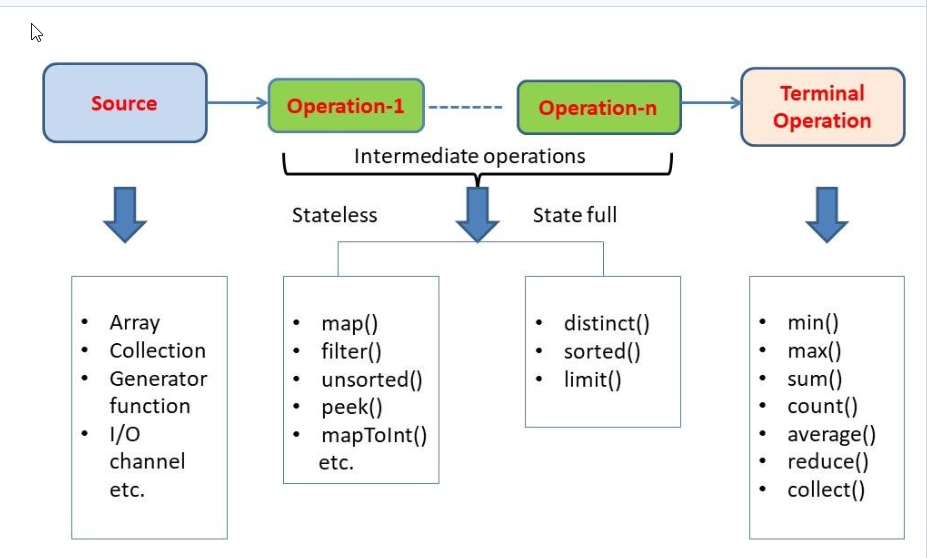 Source
Operation-1
Operation-n
Terminal
Operation
Intermediate operations
Stateless
State full
• Array
• Collection
• Generator
function
• I/O
channel
etc.
• map()
• filter()
• unsorted()
• peek()
• mapToInt()
etc.
• distinct()
• sorted()
• limit()
• min()
• max()
• sum()
• count()
• average()
• reduce()
• collect()